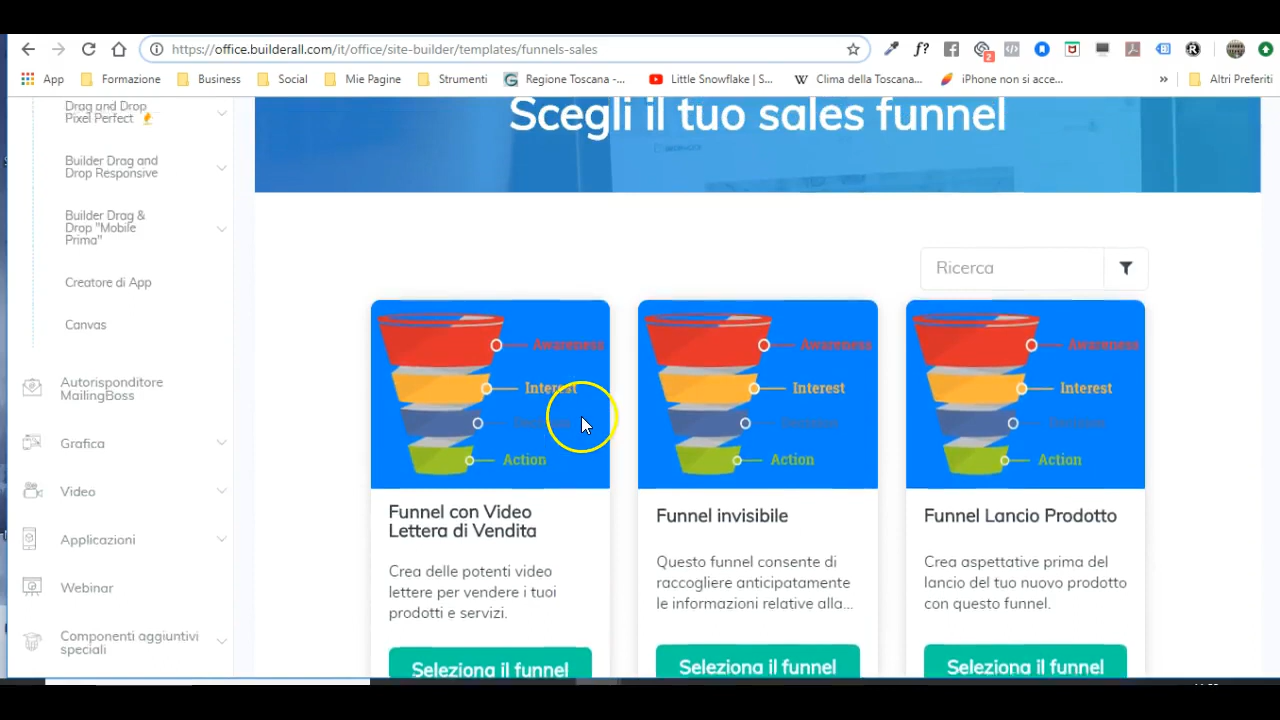 https://office.builderall.com/it/office/site-builder/templates/funnels-sales
f?
2
App
Formazione
Business
Social
Mie Pagine
Strumenti
Regione Toscana -...
Little Snowflake | S...
Clima della Toscana...
iPhone non si acce...
»
Altri Preferiti
Drag and Drop
Pixel Perfect
Builder Drag and
Drop Responsive
Builder Drag &
Drop "Mobile
Prima"
Creatore di App
Canvas
Autorisponditore
MailingBoss
Grafica
Video
Applicazioni
Webinar
Componenti aggiuntivi
speciali
Scegli il tuo sales funnel
Ricerca
Awareness
Interest
Action
Funnel con Video
Lettera di Vendita
Crea delle potenti video
lettere per vendere i tuoi
prodotti e servizi.
Seleziona il funnel
Awareness
Interest
Decision
Action
Funnel invisibile
Questo funnel consente di
raccogliere anticipatamente
le informazioni relative alla...
Seleziona il funnel
Awareness
Interest
Decision
Action
Funnel Lancio Prodotto
Crea aspettative prima del
lancio del tuo nuovo prodotto
con questo funnel.
Seleziona il funnel